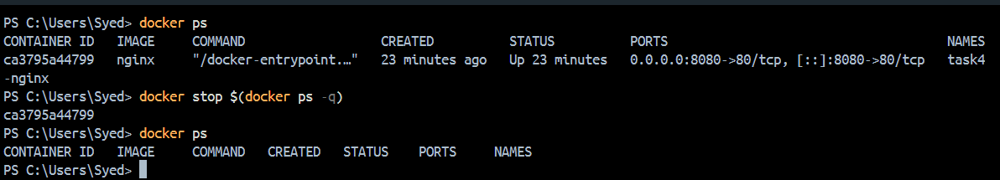 PS C:\Users\Syed> docker ps
CONTAINER ID   IMAGE     COMMAND                  CREATED          STATUS          PORTS                                     NAMES
ca3795a44799   nginx     "/docker-entrypoint.…"   23 minutes ago   Up 23 minutes   0.0.0.0:8080->80/tcp, [::]:8080->80/tcp   task4
-nginx
PS C:\Users\Syed> docker stop $(docker ps -q)
ca3795a44799
PS C:\Users\Syed> docker ps
CONTAINER ID   IMAGE     COMMAND   CREATED   STATUS    PORTS     NAMES
PS C:\Users\Syed>